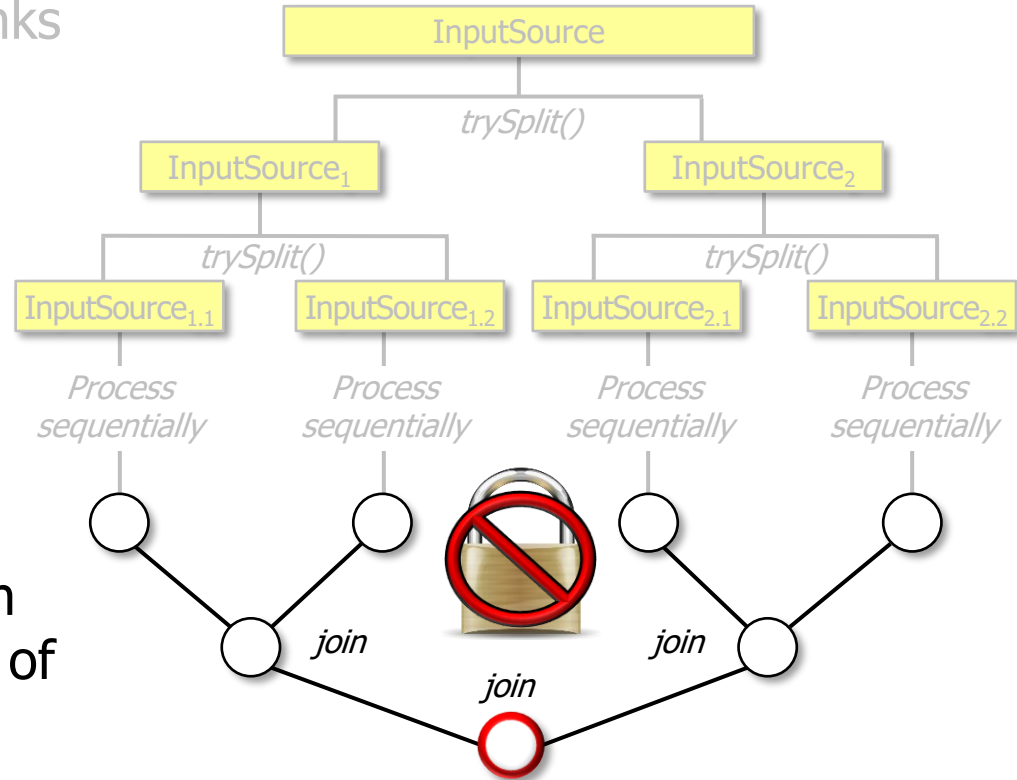 nks
InputSource
trySplit()
InputSource₁ InputSource₂
trySplit() trySplit()
InputSource₁.₁ InputSource₁.₂ InputSource₂.₁ InputSource₂.₂
Process Process Process Process
sequentially sequentially sequentially sequentially
n
of
join join
join